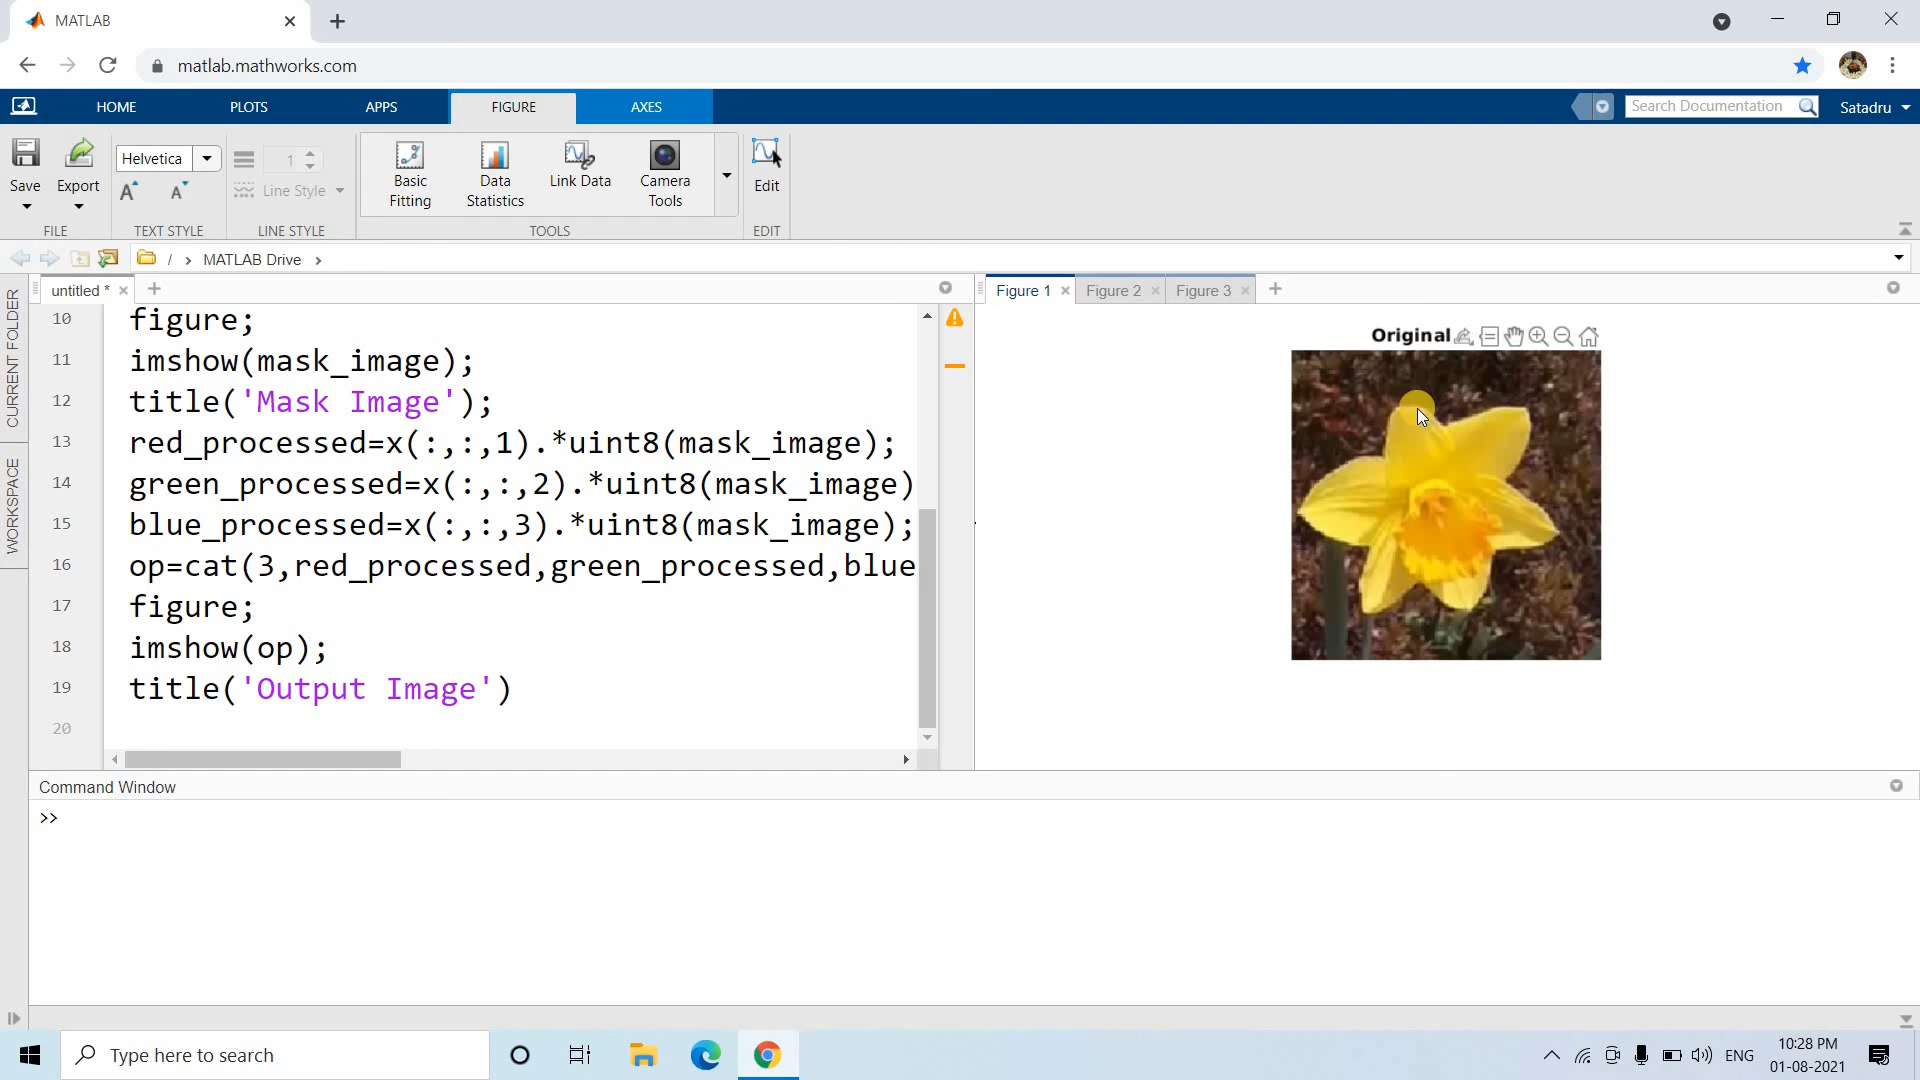 MATLAB
matlab.mathworks.com
HOME PLOTS APPS FIGURE AXES
Search Documentation
Satadru
Save
Export
Helvetica
A A
1
Line Style
Basic Fitting
Data Statistics
Link Data
Camera Tools
Edit
FILE TEXT STYLE LINE STYLE TOOLS EDIT
/ › MATLAB Drive ›
CURRENT FOLDER
WORKSPACE
untitled *
10 figure;
11 imshow(mask_image);
12 title('Mask Image');
13 red_processed=x(:,:,1).*uint8(mask_image);
14 green_processed=x(:,:,2).*uint8(mask_image)
15 blue_processed=x(:,:,3).*uint8(mask_image);
16 op=cat(3,red_processed,green_processed,blue
17 figure;
18 imshow(op);
19 title('Output Image')
20
Figure 1 Figure 2 Figure 3
Original
Command Window
>>
Type here to search
ENG
10:28 PM
01-08-2021